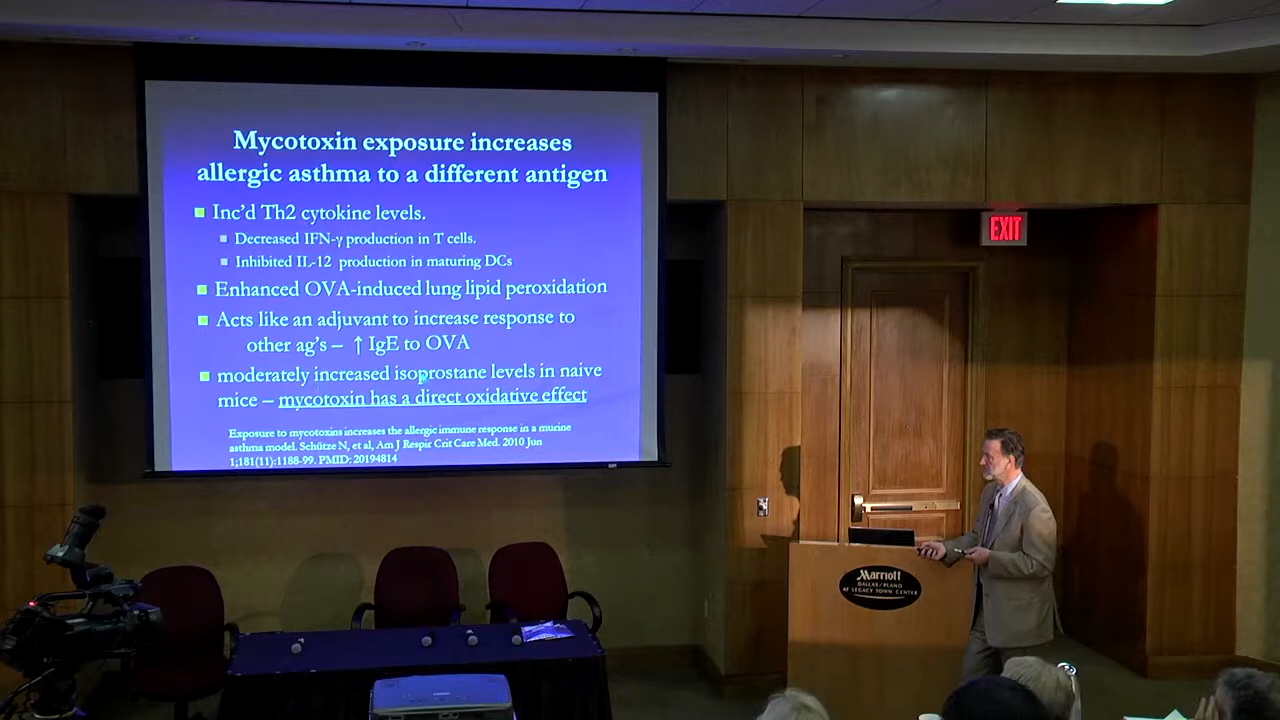 Mycotoxin exposure increases
allergic asthma to a different antigen
Inc'd Th2 cytokine levels.
Decreased IFN-γ production in T cells.
Inhibited IL-12 production in maturing DCs
Enhanced OVA-induced lung lipid peroxidation
Acts like an adjuvant to increase response to
other ag's – ↑ IgE to OVA
moderately increased isoprostane levels in naive
mice – mycotoxin has a direct oxidative effect
Exposure to mycotoxins increases the allergic immune response in a murine
asthma model. Schütze N, et al, Am J Respir Crit Care Med. 2010 Jun
1;181(11):1188-99. PMID: 20194814
EXIT
Marriott
DALLAS/PLANO
AT LEGACY TOWN CENTER